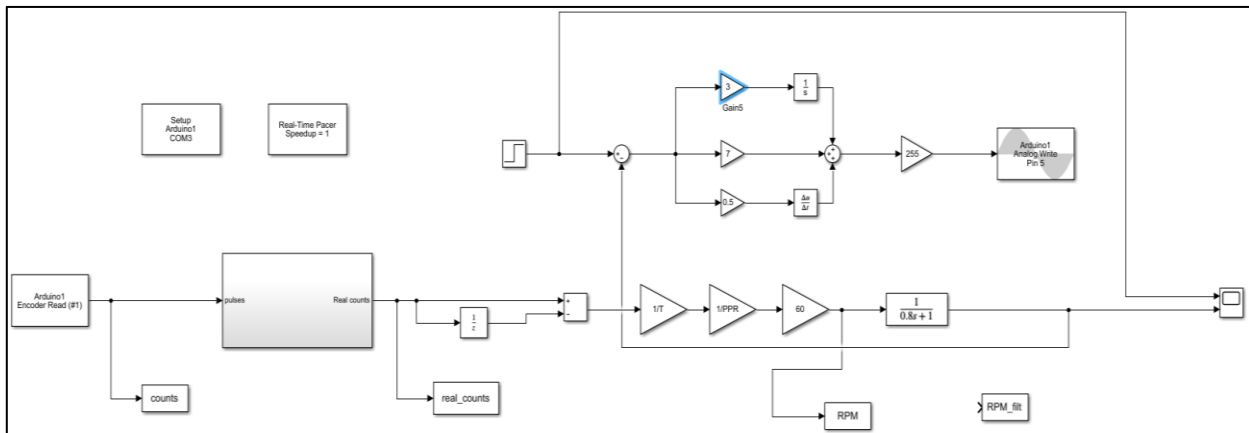 Setup
Arduino1
COM3
Real-Time Pacer
Speedup = 1
3
Gain5
1
s
7
0.5
Δu
Δt
+
-
+
+
+
255
Arduino1
Analog Write
Pin 5
Arduino1
Encoder Read (#1)
pulses
Real counts
1
z
+
-
1/T
1/PPR
60
1
0.8s+1
counts
real_counts
RPM
RPM_filt